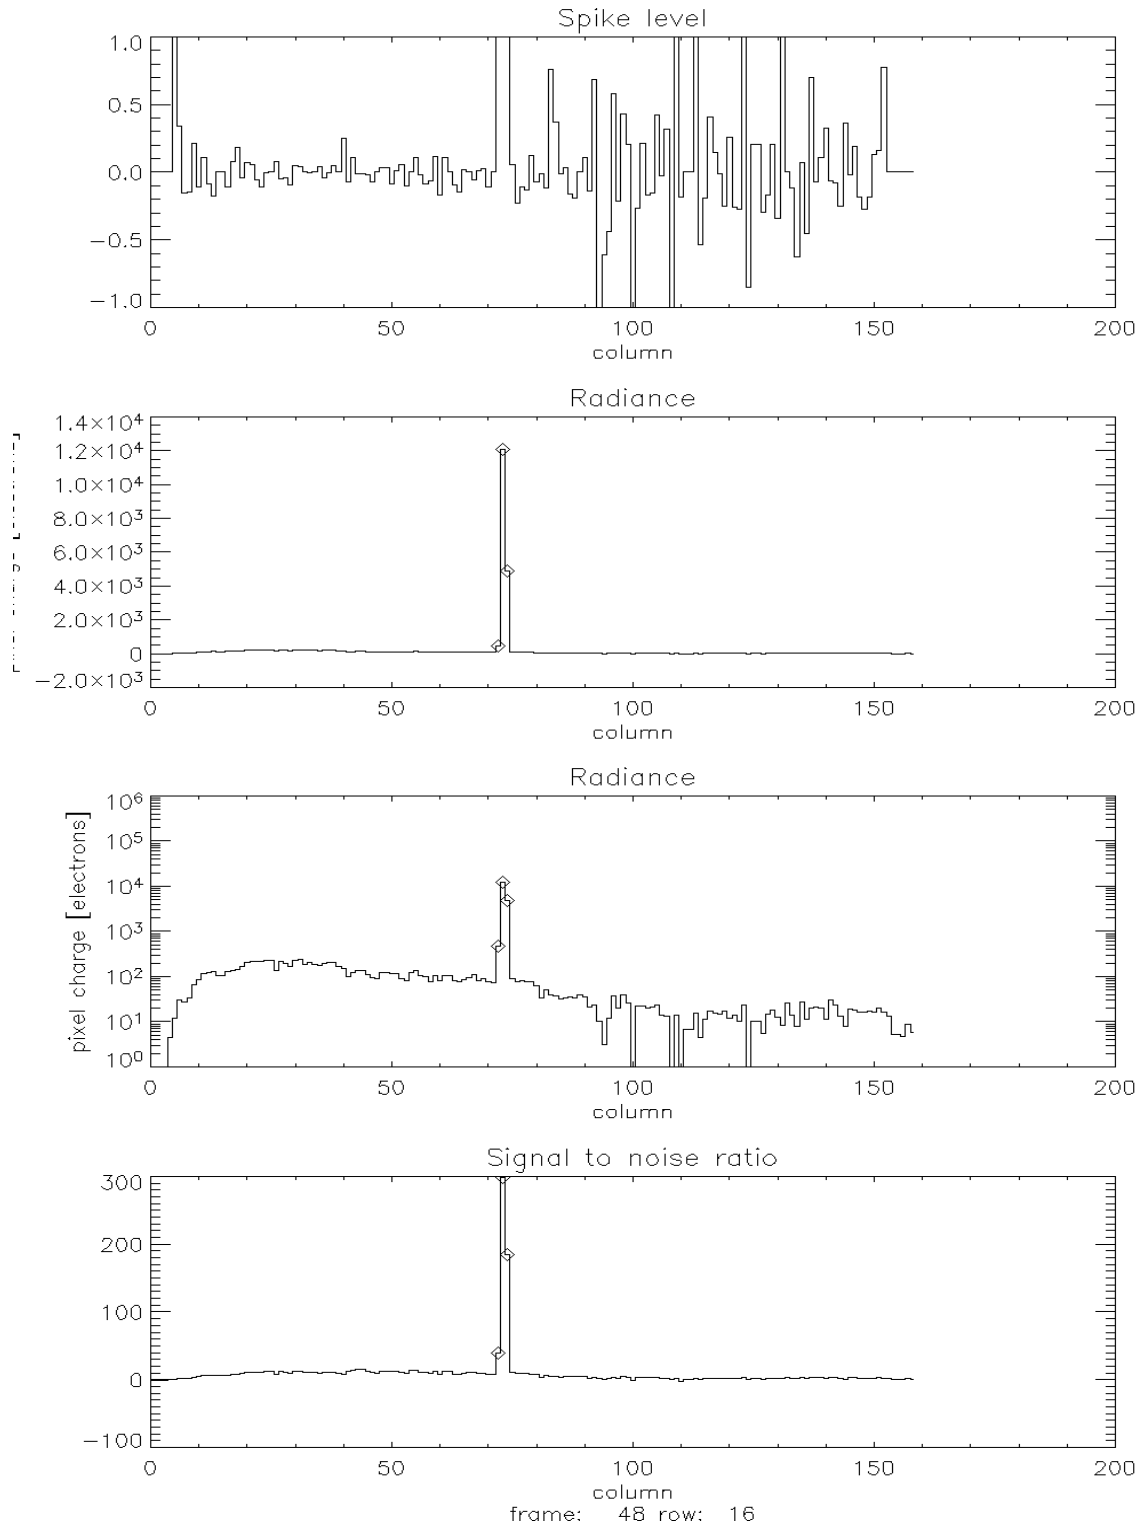 Spike level
1.0
0.5
0.0
−0.5
−1.0
0 50 100 150 200
column
Radiance
1.4×10⁴
1.2×10⁴
1.0×10⁴
8.0×10³
6.0×10³
4.0×10³
2.0×10³
0
−2.0×10³
0 50 100 150 200
column
Radiance
pixel charge [electrons]
10⁶
10⁵
10⁴
10³
10²
10¹
10⁰
0 50 100 150 200
column
Signal to noise ratio
300
200
100
0
−100
0 50 100 150 200
column
frame: 48 row: 16